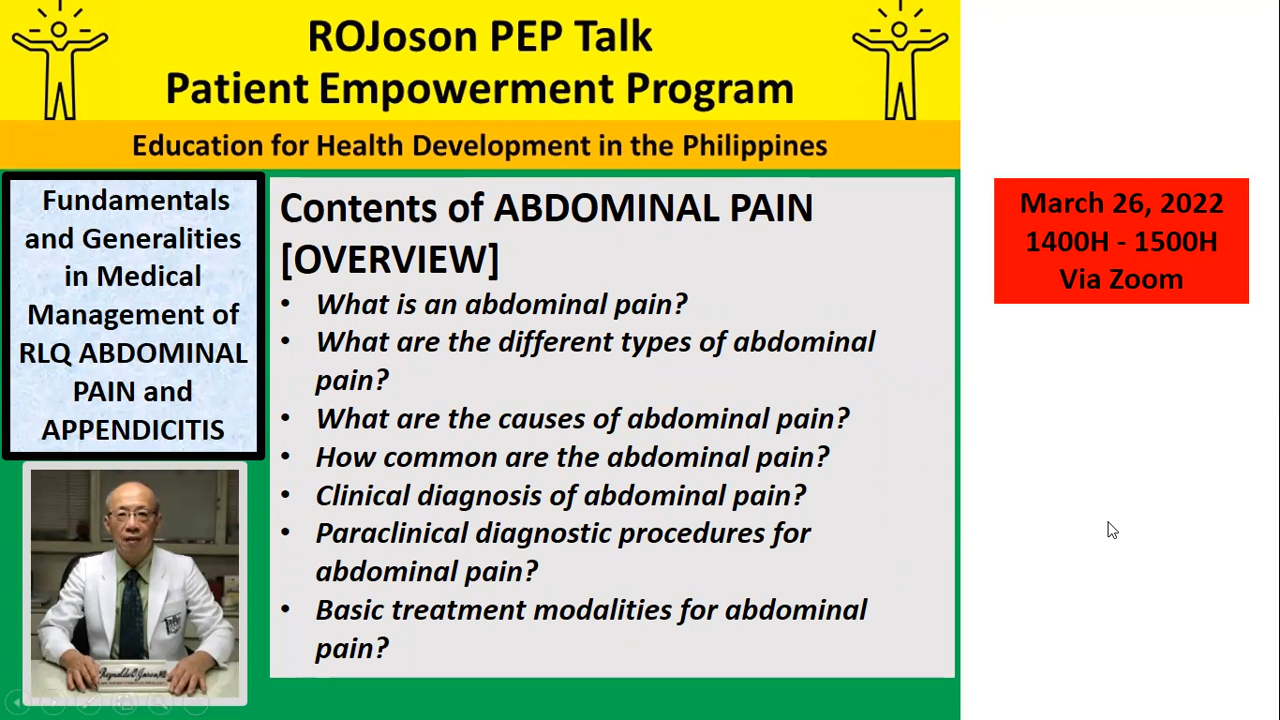 ROJoson PEP Talk
Patient Empowerment Program
Education for Health Development in the Philippines
Fundamentals
and Generalities
in Medical
Management of
RLQ ABDOMINAL
PAIN and
APPENDICITIS
Contents of ABDOMINAL PAIN
[OVERVIEW]
• What is an abdominal pain?
• What are the different types of abdominal
pain?
• What are the causes of abdominal pain?
• How common are the abdominal pain?
• Clinical diagnosis of abdominal pain?
• Paraclinical diagnostic procedures for
abdominal pain?
• Basic treatment modalities for abdominal
pain?
March 26, 2022
1400H - 1500H
Via Zoom
Reynaldo O. Joson, MD